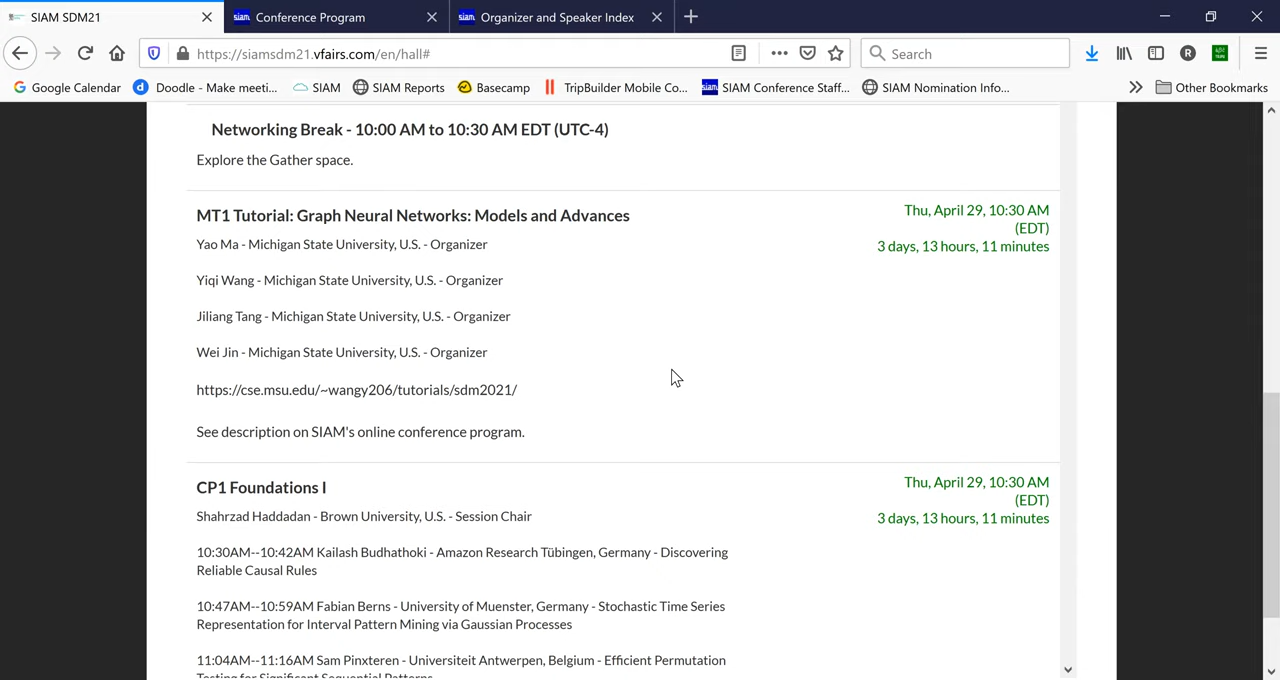 SIAM SDM21
siam Conference Program
siam Organizer and Speaker Index
https://siamsdm21.vfairs.com/en/hall#
Search
R
Google Calendar
Doodle - Make meeti...
SIAM
SIAM Reports
Basecamp
TripBuilder Mobile Co...
siam SIAM Conference Staff...
SIAM Nomination Info...
Other Bookmarks
Networking Break - 10:00 AM to 10:30 AM EDT (UTC-4)
Explore the Gather space.
MT1 Tutorial: Graph Neural Networks: Models and Advances
Thu, April 29, 10:30 AM
(EDT)
3 days, 13 hours, 11 minutes
Yao Ma - Michigan State University, U.S. - Organizer
Yiqi Wang - Michigan State University, U.S. - Organizer
Jiliang Tang - Michigan State University, U.S. - Organizer
Wei Jin - Michigan State University, U.S. - Organizer
https://cse.msu.edu/~wangy206/tutorials/sdm2021/
See description on SIAM's online conference program.
CP1 Foundations I
Thu, April 29, 10:30 AM
(EDT)
3 days, 13 hours, 11 minutes
Shahrzad Haddadan - Brown University, U.S. - Session Chair
10:30AM--10:42AM Kailash Budhathoki - Amazon Research Tübingen, Germany - Discovering
Reliable Causal Rules
10:47AM--10:59AM Fabian Berns - University of Muenster, Germany - Stochastic Time Series
Representation for Interval Pattern Mining via Gaussian Processes
11:04AM--11:16AM Sam Pinxteren - Universiteit Antwerpen, Belgium - Efficient Permutation
Testing for Significant Sequential Patterns